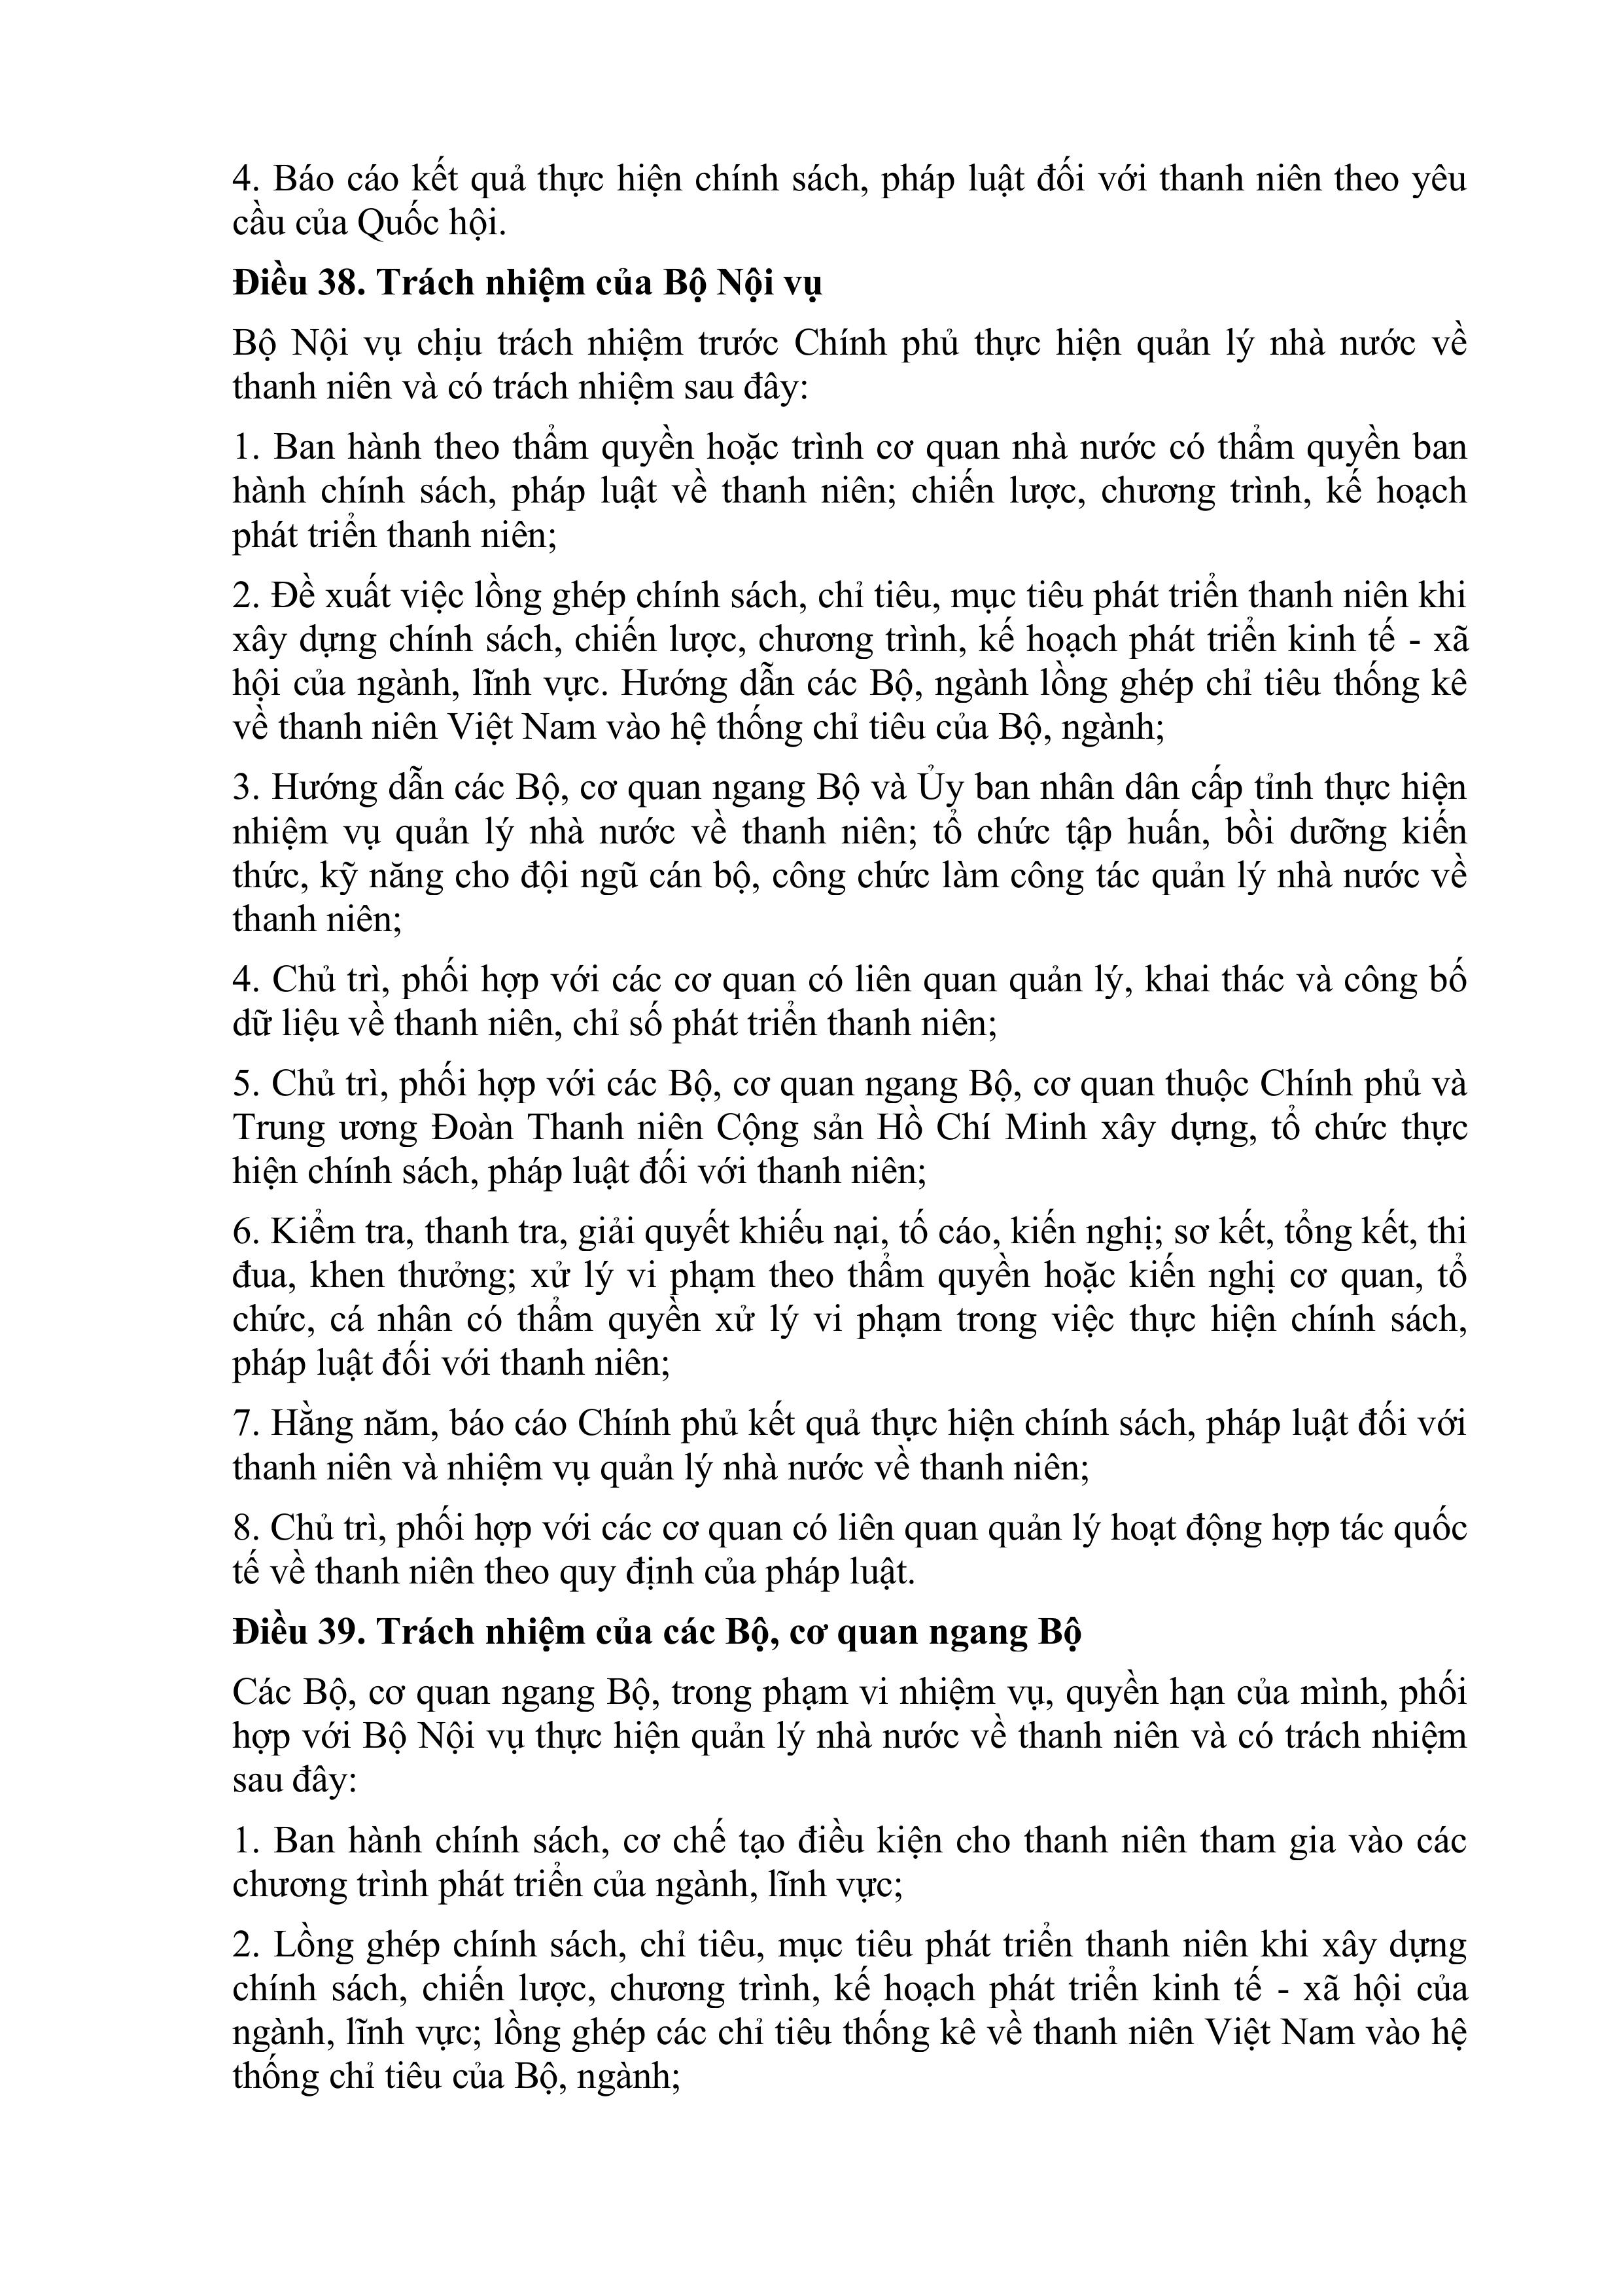 4. Báo cáo kết quả thực hiện chính sách, pháp luật đối với thanh niên theo yêu
cầu của Quốc hội.
Điều 38. Trách nhiệm của Bộ Nội vụ
Bộ Nội vụ chịu trách nhiệm trước Chính phủ thực hiện quản lý nhà nước về
thanh niên và có trách nhiệm sau đây:
1. Ban hành theo thẩm quyền hoặc trình cơ quan nhà nước có thẩm quyền ban
hành chính sách, pháp luật về thanh niên; chiến lược, chương trình, kế hoạch
phát triển thanh niên;
2. Đề xuất việc lồng ghép chính sách, chỉ tiêu, mục tiêu phát triển thanh niên khi
xây dựng chính sách, chiến lược, chương trình, kế hoạch phát triển kinh tế - xã
hội của ngành, lĩnh vực. Hướng dẫn các Bộ, ngành lồng ghép chỉ tiêu thống kê
về thanh niên Việt Nam vào hệ thống chỉ tiêu của Bộ, ngành;
3. Hướng dẫn các Bộ, cơ quan ngang Bộ và Ủy ban nhân dân cấp tỉnh thực hiện
nhiệm vụ quản lý nhà nước về thanh niên; tổ chức tập huấn, bồi dưỡng kiến
thức, kỹ năng cho đội ngũ cán bộ, công chức làm công tác quản lý nhà nước về
thanh niên;
4. Chủ trì, phối hợp với các cơ quan có liên quan quản lý, khai thác và công bố
dữ liệu về thanh niên, chỉ số phát triển thanh niên;
5. Chủ trì, phối hợp với các Bộ, cơ quan ngang Bộ, cơ quan thuộc Chính phủ và
Trung ương Đoàn Thanh niên Cộng sản Hồ Chí Minh xây dựng, tổ chức thực
hiện chính sách, pháp luật đối với thanh niên;
6. Kiểm tra, thanh tra, giải quyết khiếu nại, tố cáo, kiến nghị; sơ kết, tổng kết, thi
đua, khen thưởng; xử lý vi phạm theo thẩm quyền hoặc kiến nghị cơ quan, tổ
chức, cá nhân có thẩm quyền xử lý vi phạm trong việc thực hiện chính sách,
pháp luật đối với thanh niên;
7. Hằng năm, báo cáo Chính phủ kết quả thực hiện chính sách, pháp luật đối với
thanh niên và nhiệm vụ quản lý nhà nước về thanh niên;
8. Chủ trì, phối hợp với các cơ quan có liên quan quản lý hoạt động hợp tác quốc
tế về thanh niên theo quy định của pháp luật.
Điều 39. Trách nhiệm của các Bộ, cơ quan ngang Bộ
Các Bộ, cơ quan ngang Bộ, trong phạm vi nhiệm vụ, quyền hạn của mình, phối
hợp với Bộ Nội vụ thực hiện quản lý nhà nước về thanh niên và có trách nhiệm
sau đây:
1. Ban hành chính sách, cơ chế tạo điều kiện cho thanh niên tham gia vào các
chương trình phát triển của ngành, lĩnh vực;
2. Lồng ghép chính sách, chỉ tiêu, mục tiêu phát triển thanh niên khi xây dựng
chính sách, chiến lược, chương trình, kế hoạch phát triển kinh tế - xã hội của
ngành, lĩnh vực; lồng ghép các chỉ tiêu thống kê về thanh niên Việt Nam vào hệ
thống chỉ tiêu của Bộ, ngành;